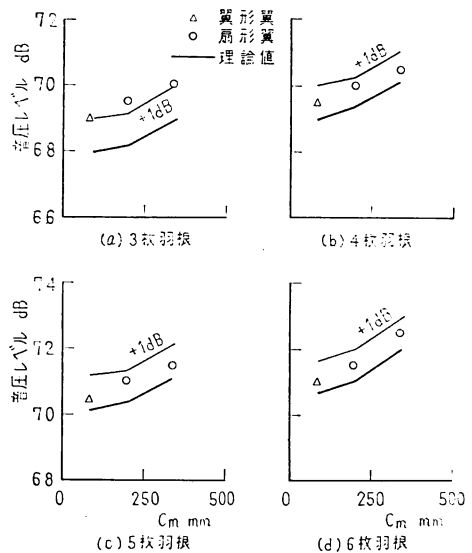 △ 翼形翼
○ 扇形翼
— 理論値
音圧レベル dB
72
70
68
66
+1dB
(a)3枚羽根
+1dB
(b)4枚羽根
音圧レベル dB
74
72
70
68
+1dB
0 250 500
Cm mm
(c)5枚羽根
+1dB
0 250 500
Cm mm
(d)6枚羽根